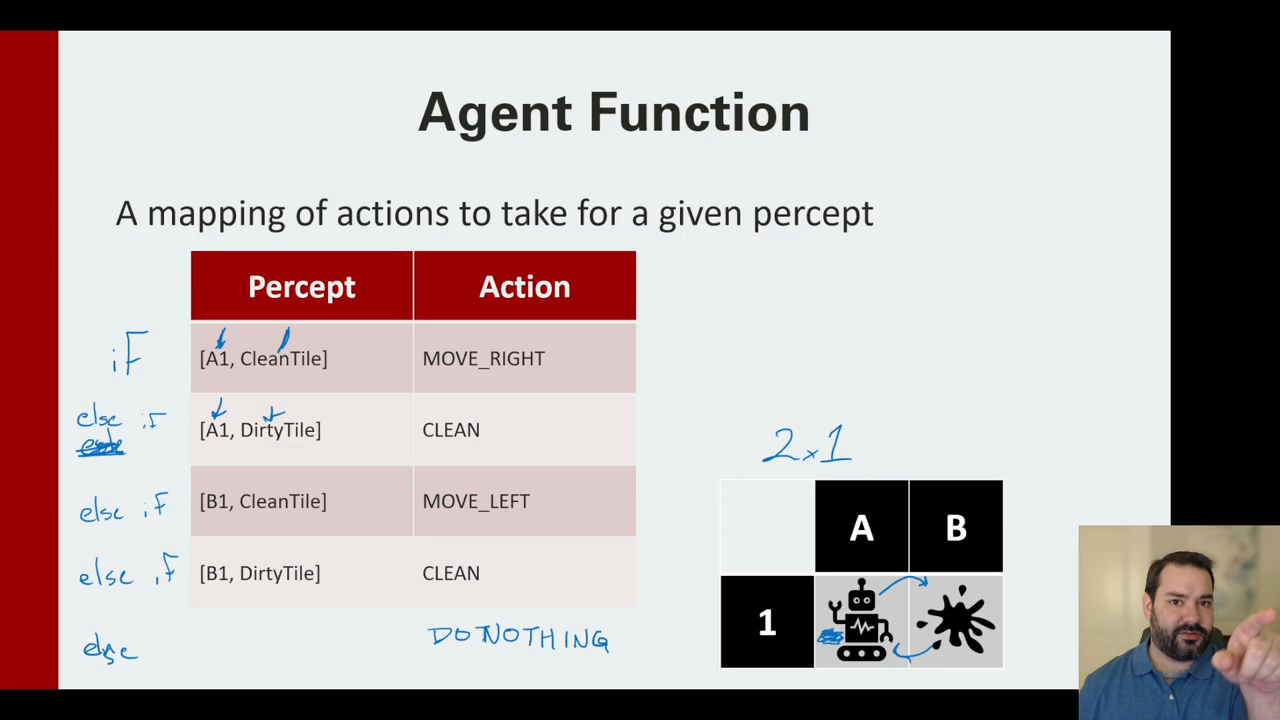 Agent Function
A mapping of actions to take for a given percept
Percept Action
if [A1, CleanTile] MOVE_RIGHT
else if [A1, DirtyTile] CLEAN
else if [B1, CleanTile] MOVE_LEFT
else if [B1, DirtyTile] CLEAN
else DO NOTHING
2x1
A B
1